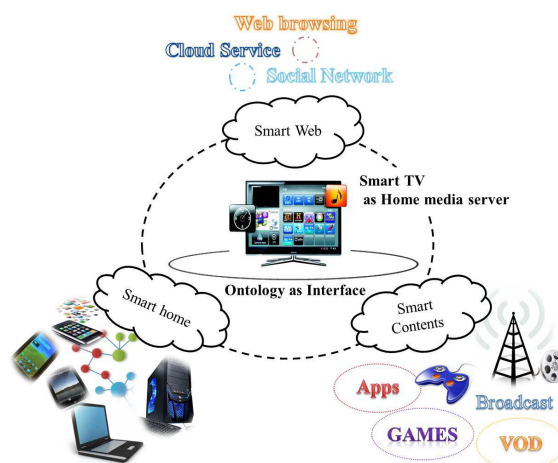 Web browsing
Cloud Service
Social Network
Smart Web
Smart TV
as Home media server
Ontology as Interface
Smart home
Smart
Contents
Apps
Broadcast
GAMES
VOD